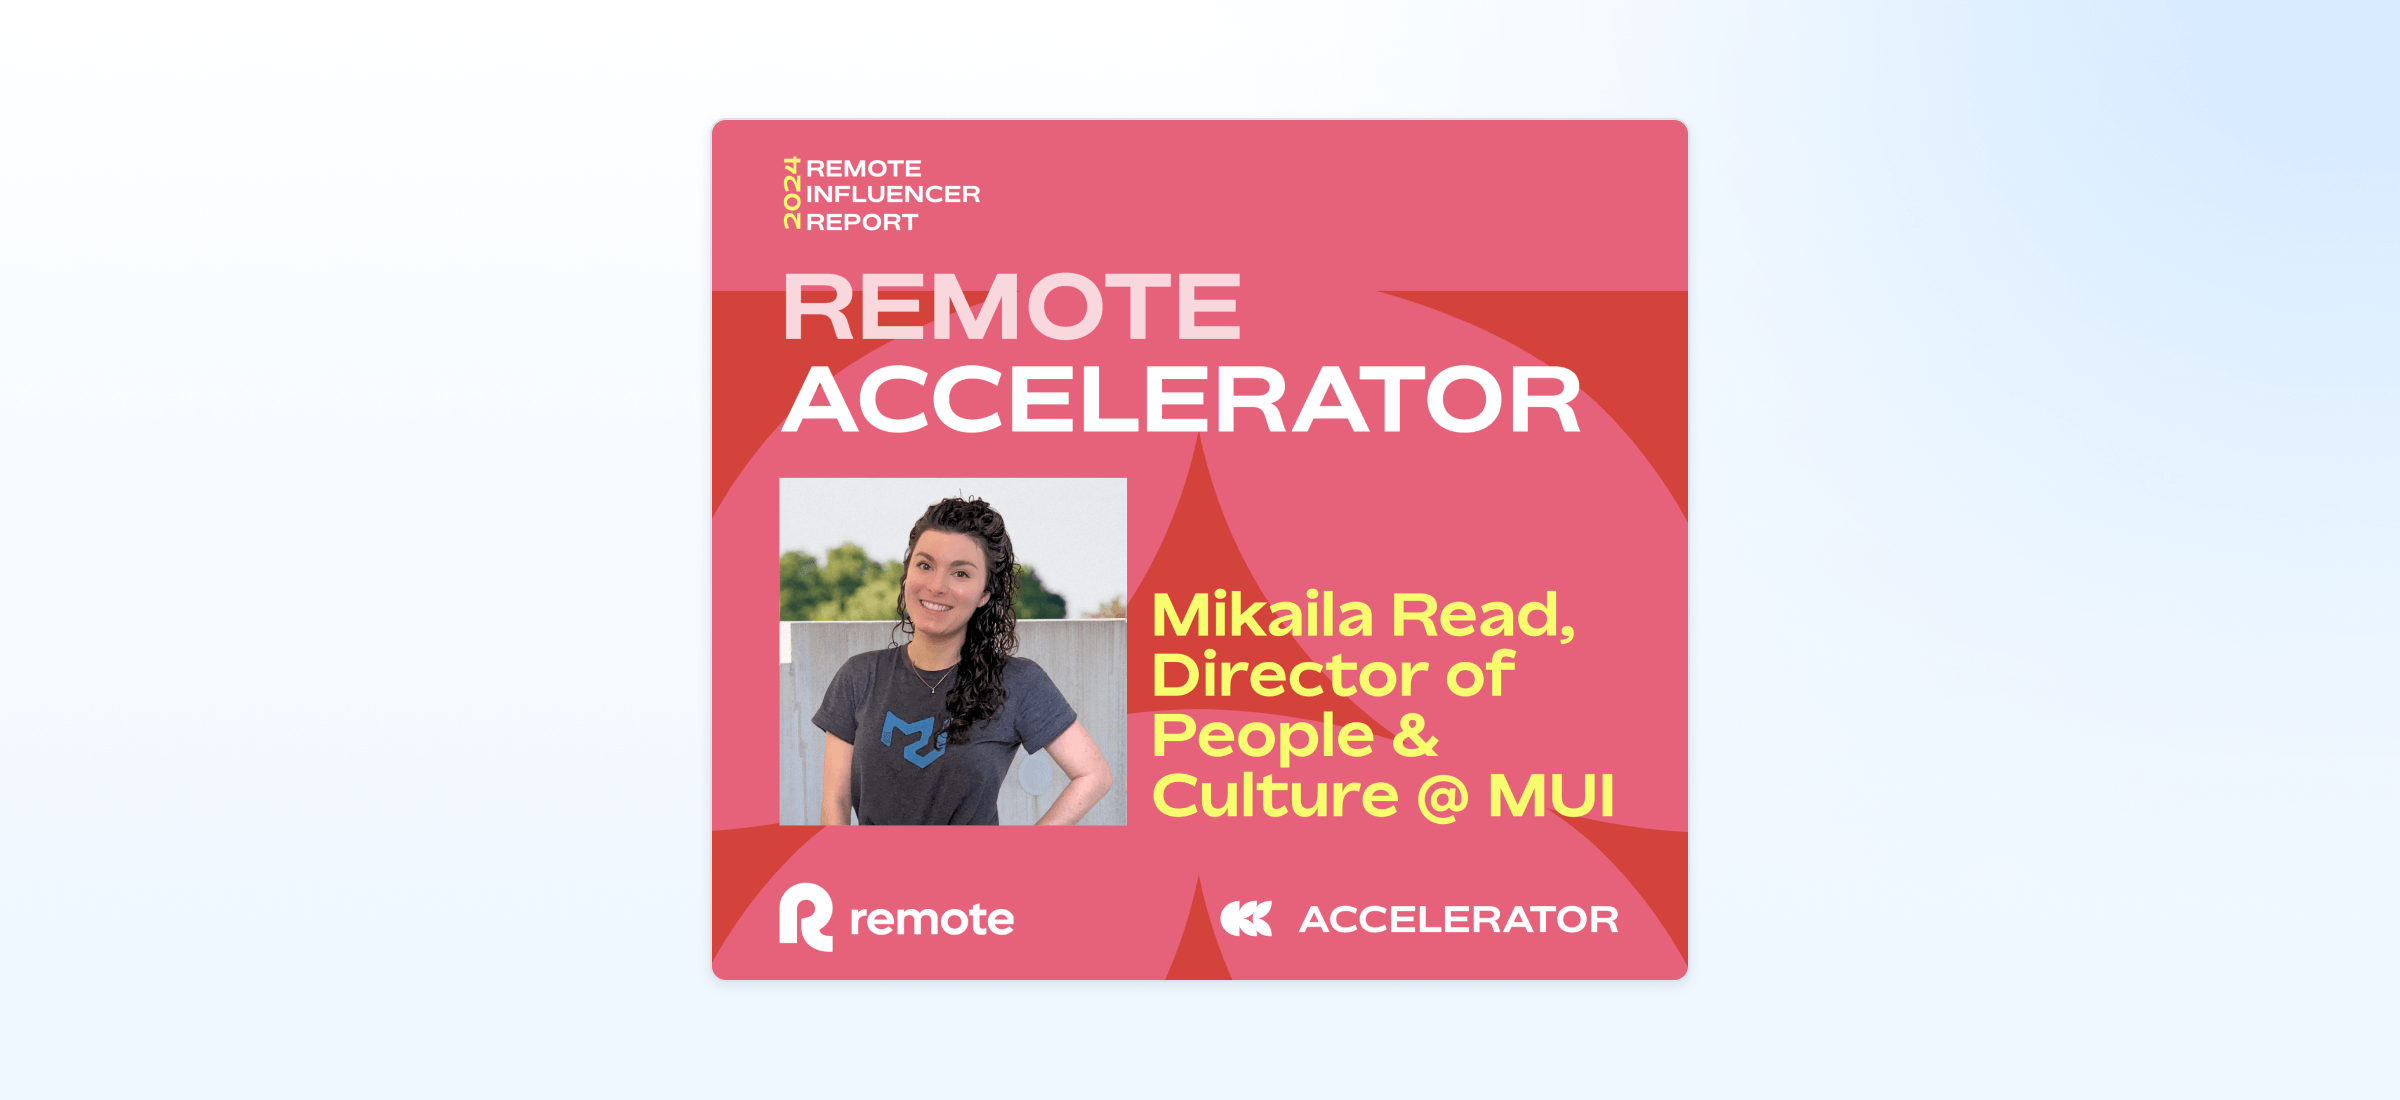 2024
REMOTE
INFLUENCER
REPORT
REMOTE
ACCELERATOR
Mikaila Read,
Director of
People &
Culture @ MUI
remote
ACCELERATOR